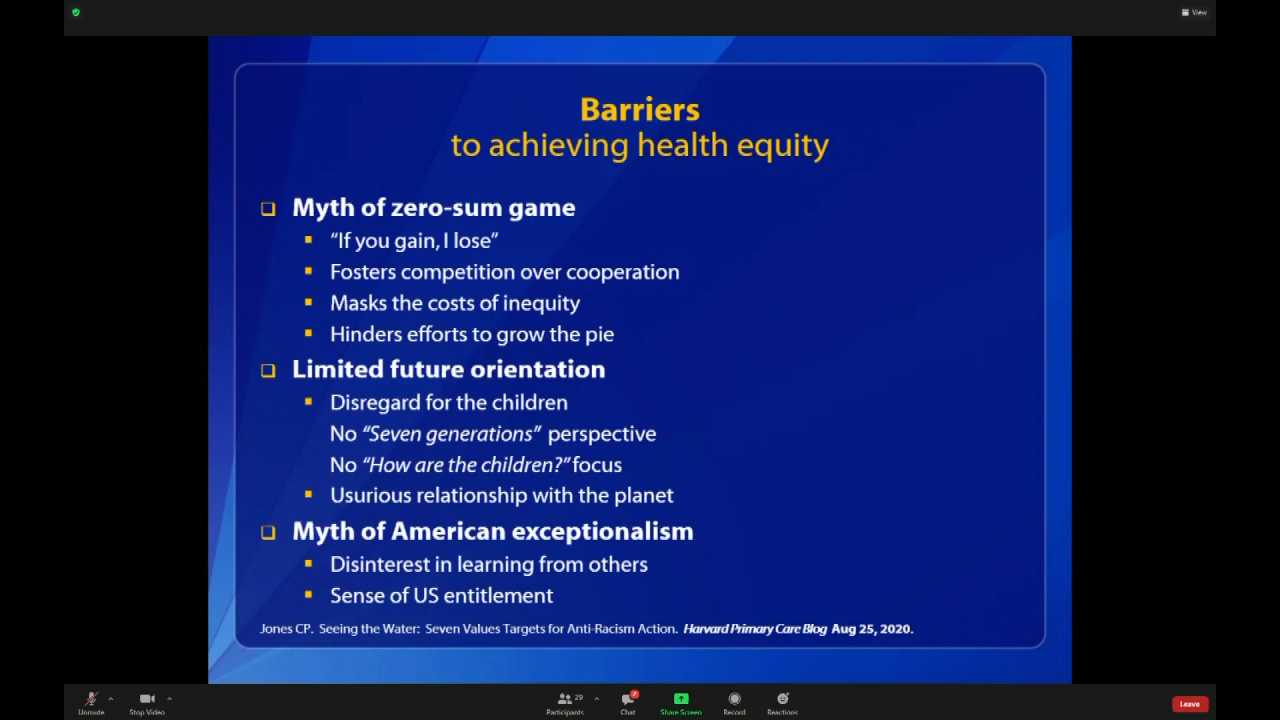 View
Barriers
to achieving health equity
❑ Myth of zero-sum game
▪ “If you gain, I lose”
▪ Fosters competition over cooperation
▪ Masks the costs of inequity
▪ Hinders efforts to grow the pie
❑ Limited future orientation
▪ Disregard for the children
No “Seven generations” perspective
No “How are the children?” focus
▪ Usurious relationship with the planet
❑ Myth of American exceptionalism
▪ Disinterest in learning from others
▪ Sense of US entitlement
Jones CP. Seeing the Water: Seven Values Targets for Anti-Racism Action. Harvard Primary Care Blog Aug 25, 2020.
Unmute Stop Video 29 Participants Chat Share Screen Record Reactions Leave